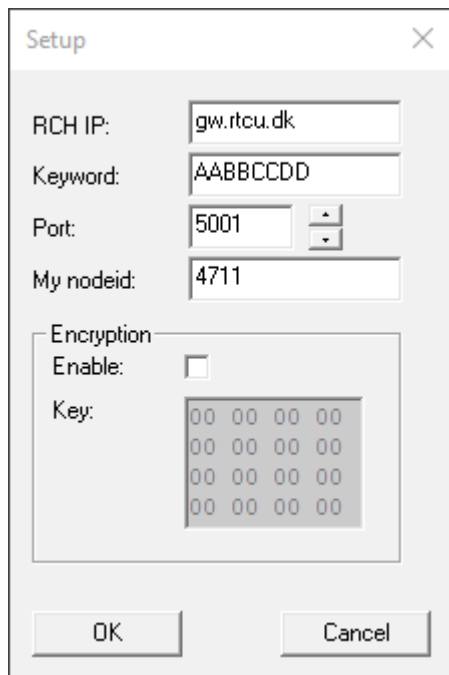 Setup
RCH IP: gw.rtcu.dk
Keyword: AABBCCDD
Port: 5001
My nodeid: 4711
Encryption
Enable:
Key: 00 00 00 00
00 00 00 00
00 00 00 00
00 00 00 00
OK Cancel